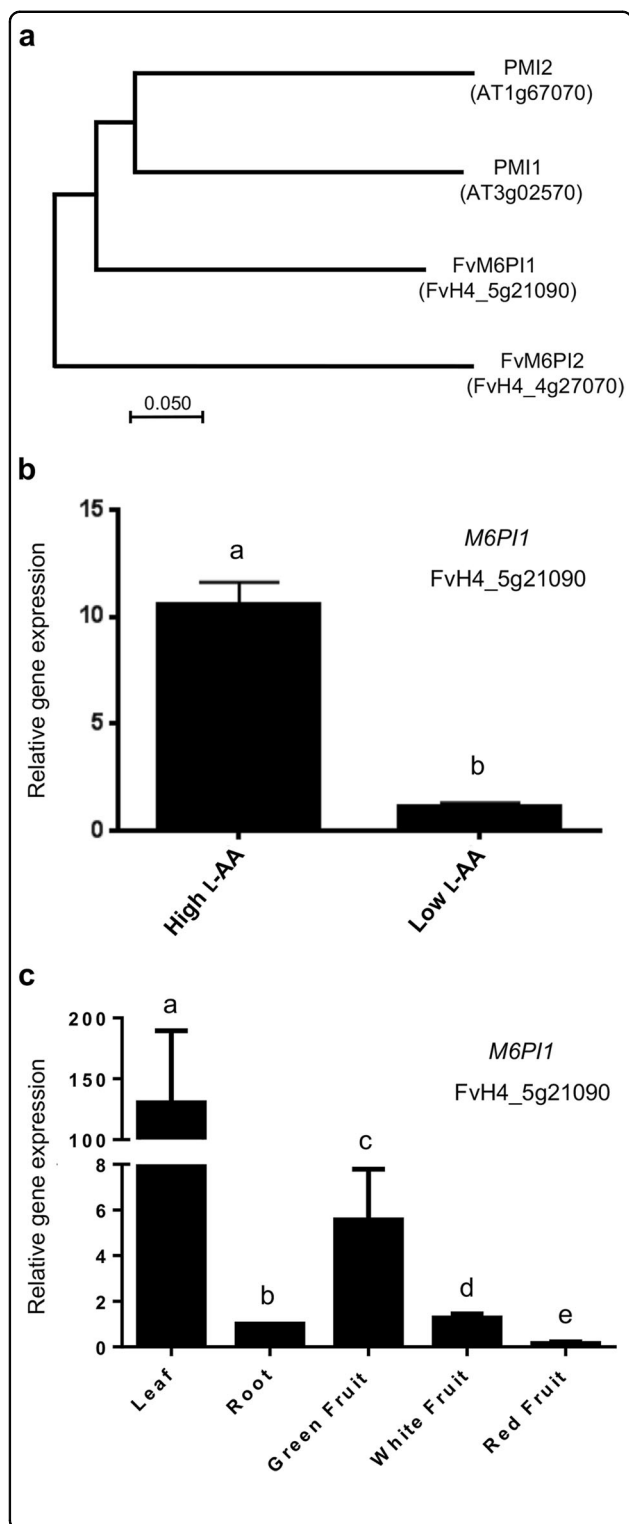 a
PMI2
(AT1g67070)
PMI1
(AT3g02570)
FvM6PI1
(FvH4_5g21090)
FvM6PI2
(FvH4_4g27070)
0.050
b
Relative gene expression
15
10
5
0
a
b
M6PI1
FvH4_5g21090
High L-AA
Low L-AA
c
Relative gene expression
200
150
100
8
6
4
2
0
a
b
c
d
e
M6PI1
FvH4_5g21090
Leaf
Root
Green Fruit
White Fruit
Red Fruit